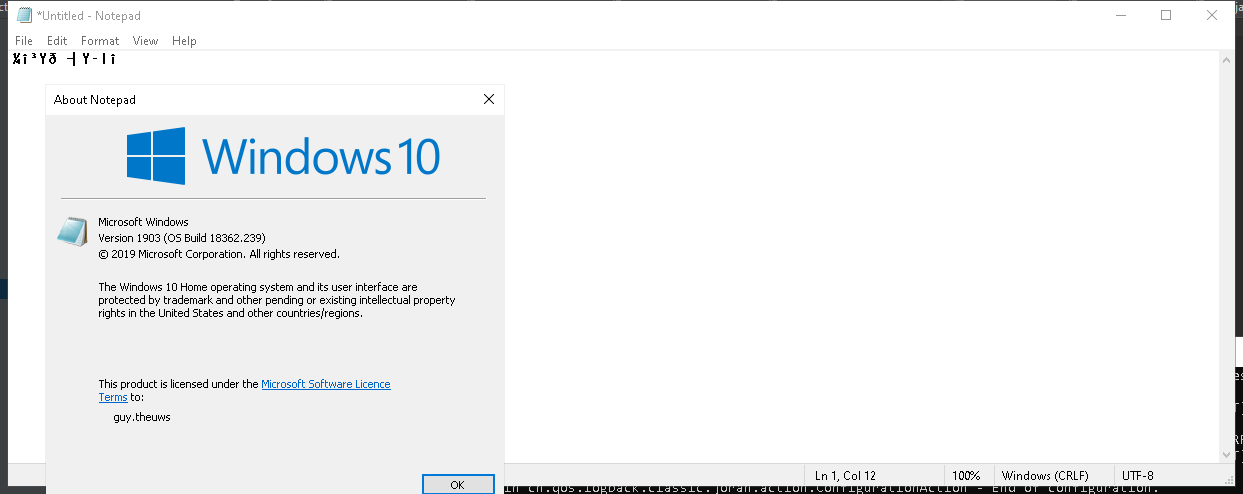 *Untitled - Notepad
File Edit Format View Help
¼î³Ÿð ┤Ÿ-lî
About Notepad
Windows 10
Microsoft Windows
Version 1903 (OS Build 18362.239)
© 2019 Microsoft Corporation. All rights reserved.
The Windows 10 Home operating system and its user interface are
protected by trademark and other pending or existing intellectual property
rights in the United States and other countries/regions.
This product is licensed under the Microsoft Software Licence
Terms to:
guy.theuws
OK
Ln 1, Col 12 100% Windows (CRLF) UTF-8
in ch.qos.logback.classic.joran.action.ConfigurationAction - End of configuration.